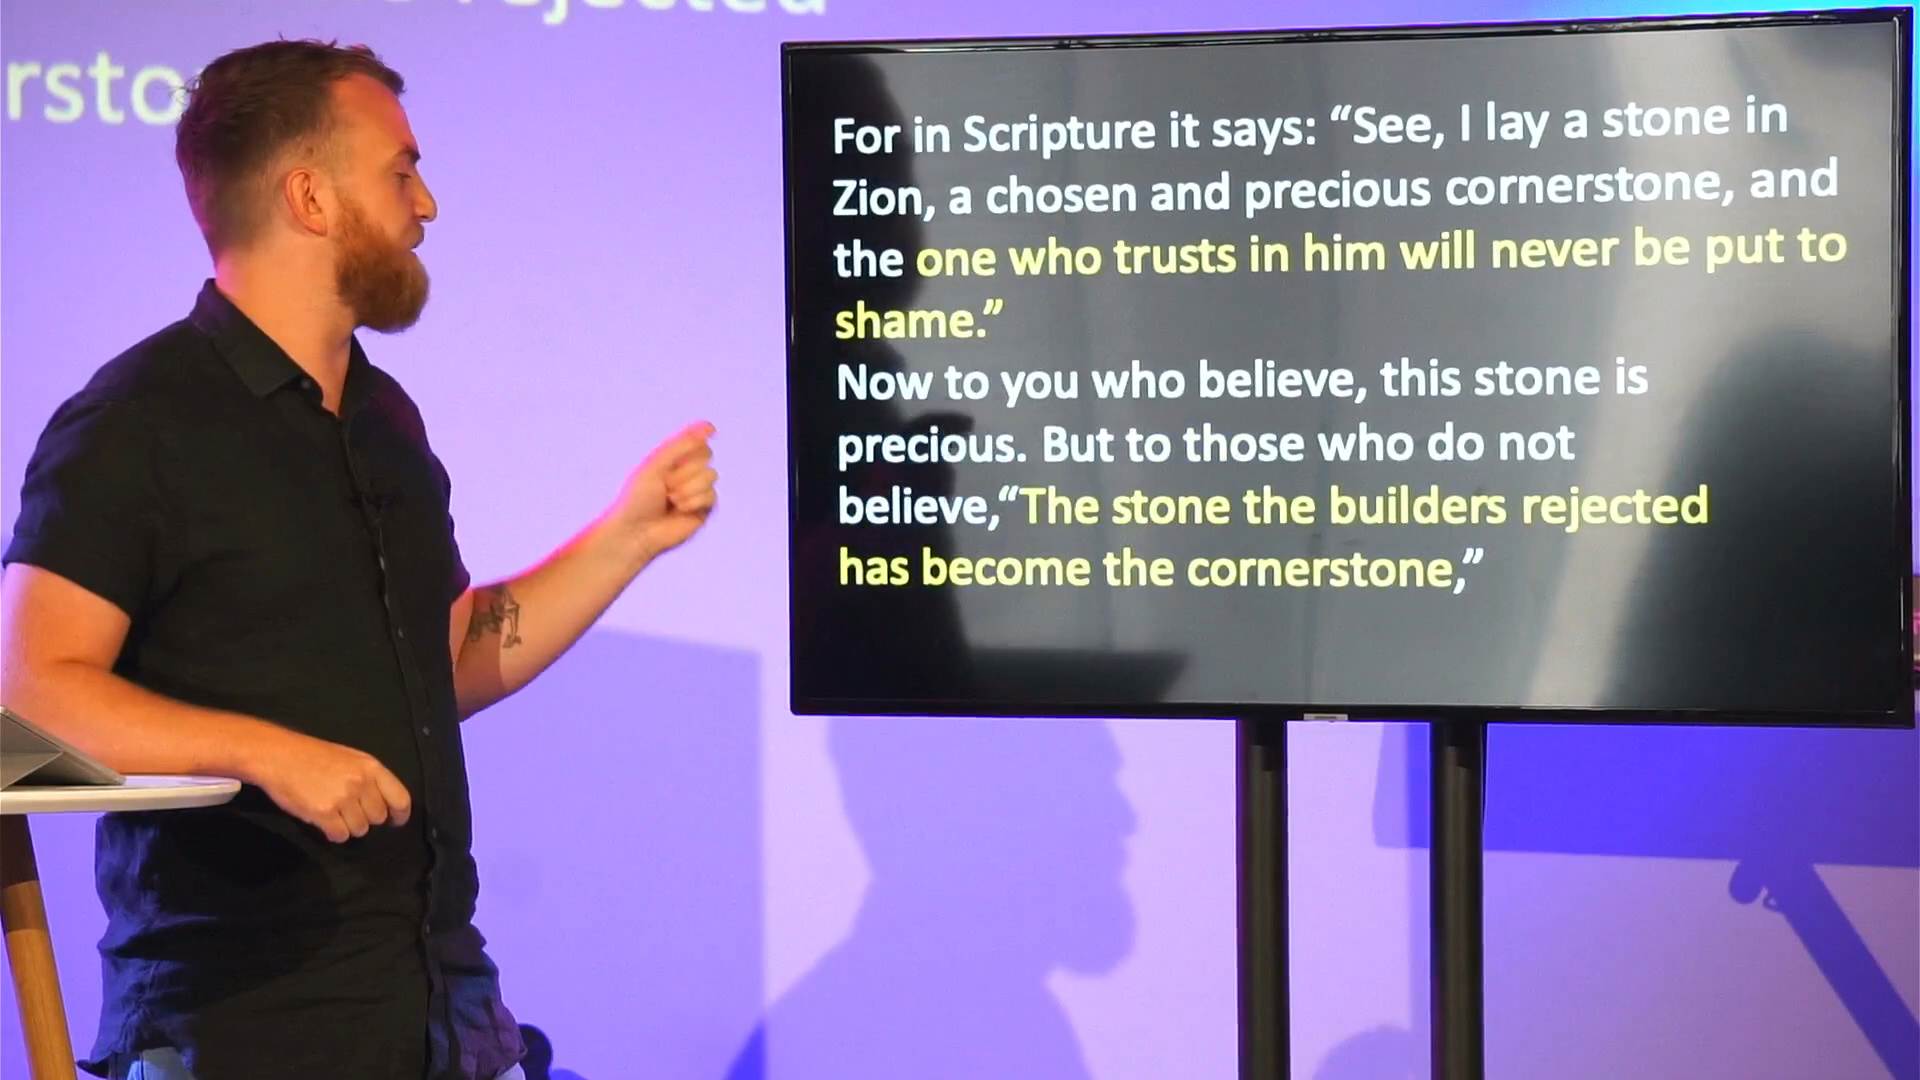 rejected
For in Scripture it says: “See, I lay a stone in
Zion, a chosen and precious cornerstone, and
the one who trusts in him will never be put to
shame.”
Now to you who believe, this stone is
precious. But to those who do not
believe,“The stone the builders rejected
has become the cornerstone,”